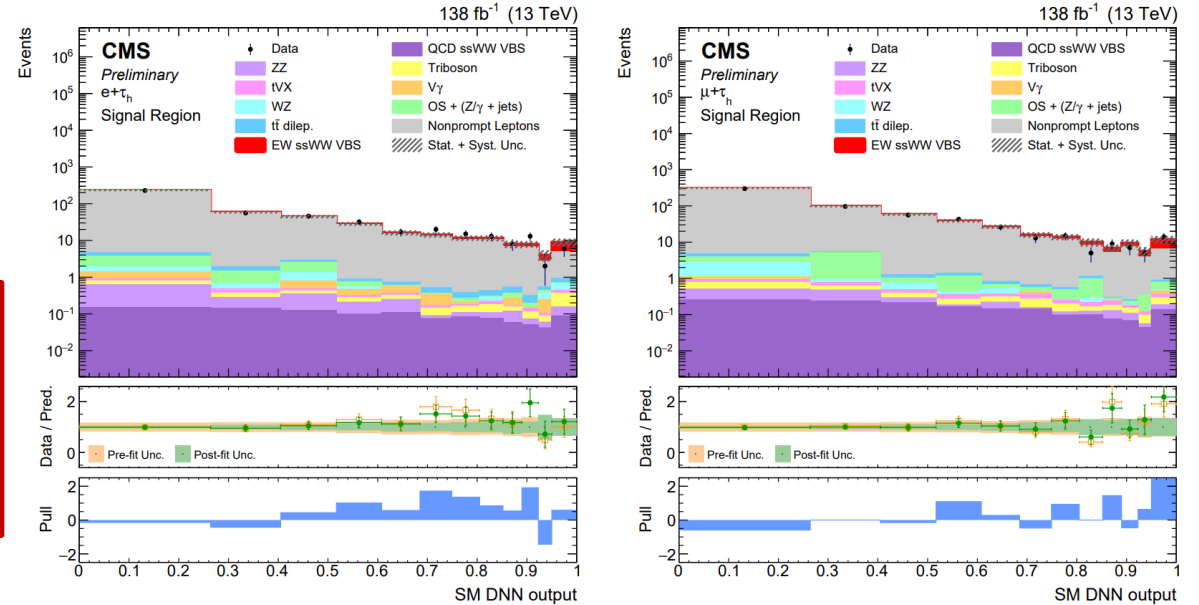 138 fb⁻¹ (13 TeV)
Events
CMS
Preliminary
e+τₕ
Signal Region
Data
ZZ
tVX
WZ
tt̄ dilep.
EW ssWW VBS
QCD ssWW VBS
Triboson
Vγ
OS + (Z/γ + jets)
Nonprompt Leptons
Stat. + Syst. Unc.
10⁶
10⁵
10⁴
10³
10²
10
1
10⁻¹
10⁻²
Data / Pred.
2
0
Pre-fit Unc.
Post-fit Unc.
Pull
2
0
−2
0 0.1 0.2 0.3 0.4 0.5 0.6 0.7 0.8 0.9 1
SM DNN output
138 fb⁻¹ (13 TeV)
Events
CMS
Preliminary
μ+τₕ
Signal Region
Data
ZZ
tVX
WZ
tt̄ dilep.
EW ssWW VBS
QCD ssWW VBS
Triboson
Vγ
OS + (Z/γ + jets)
Nonprompt Leptons
Stat. + Syst. Unc.
10⁶
10⁵
10⁴
10³
10²
10
1
10⁻¹
10⁻²
Data / Pred.
2
0
Pre-fit Unc.
Post-fit Unc.
Pull
2
0
−2
0 0.1 0.2 0.3 0.4 0.5 0.6 0.7 0.8 0.9 1
SM DNN output